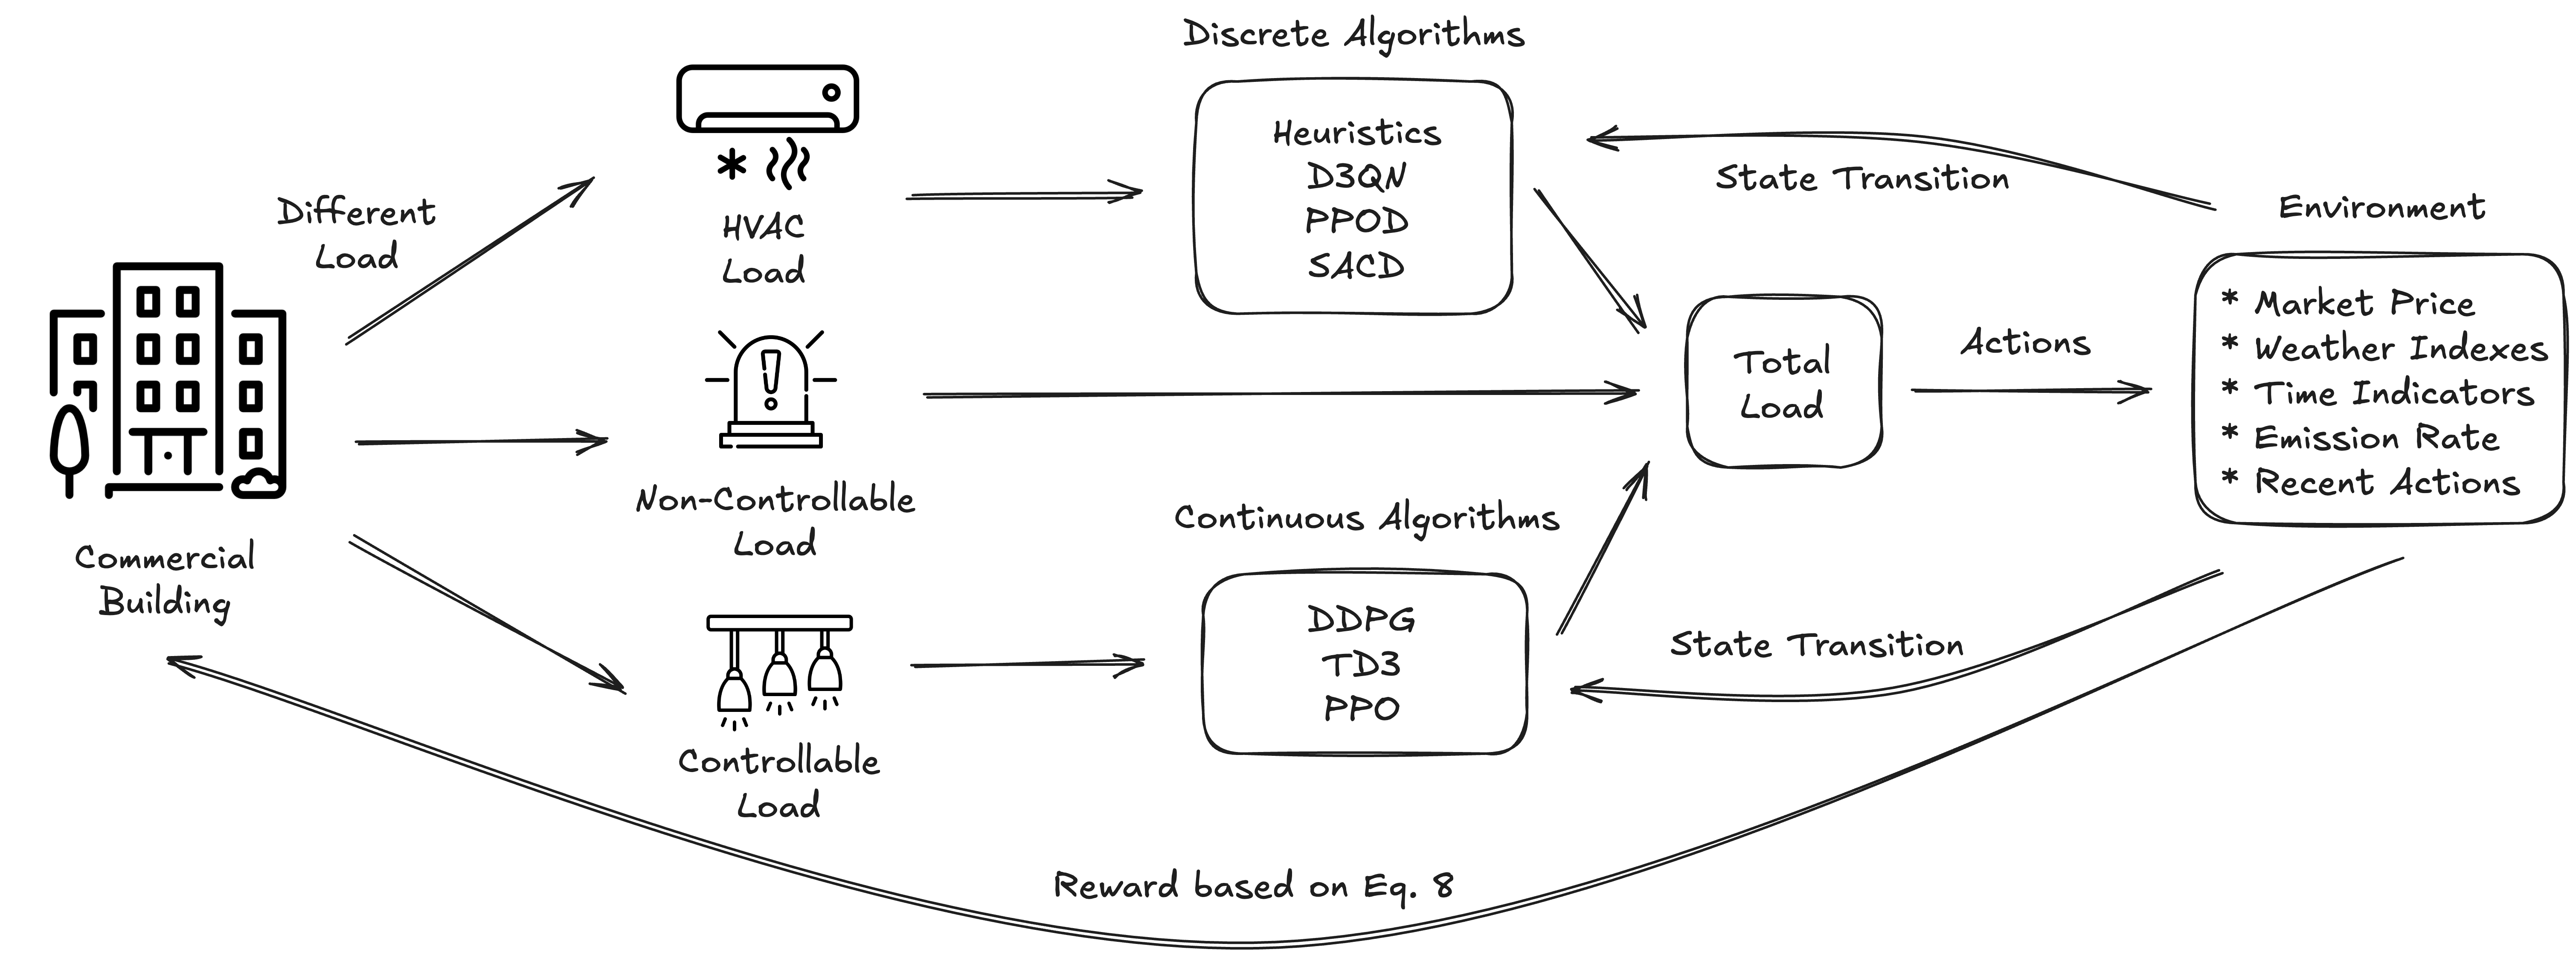 Discrete Algorithms
Heuristics
D3QN
PPOD
SACD
State Transition
Environment
* Market Price
* Weather Indexes
* Time Indicators
* Emission Rate
* Recent Actions
Different
Load
HVAC
Load
!
Non-Controllable
Load
Total
Load
Actions
Commercial
Building
Continuous Algorithms
DDPG
TD3
PPO
State Transition
Controllable
Load
Reward based on Eq. 8